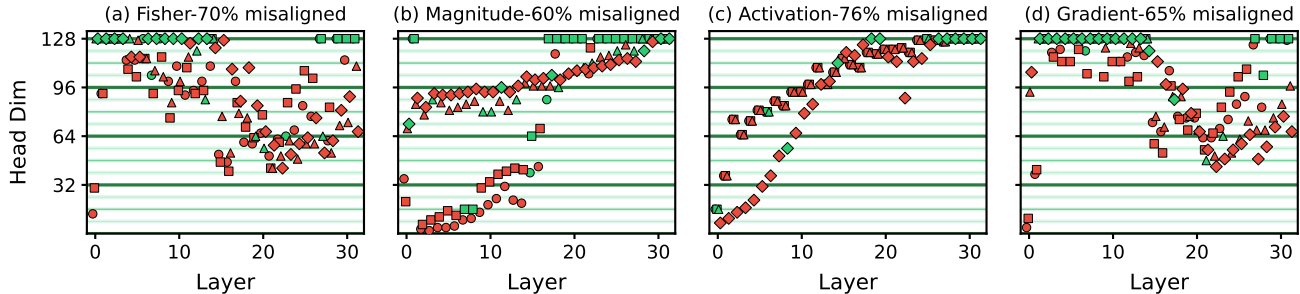 (a) Fisher-70% misaligned
(b) Magnitude-60% misaligned
(c) Activation-76% misaligned
(d) Gradient-65% misaligned
Head Dim
128
96
64
32
0 10 20 30
0 10 20 30
0 10 20 30
0 10 20 30
Layer
Layer
Layer
Layer